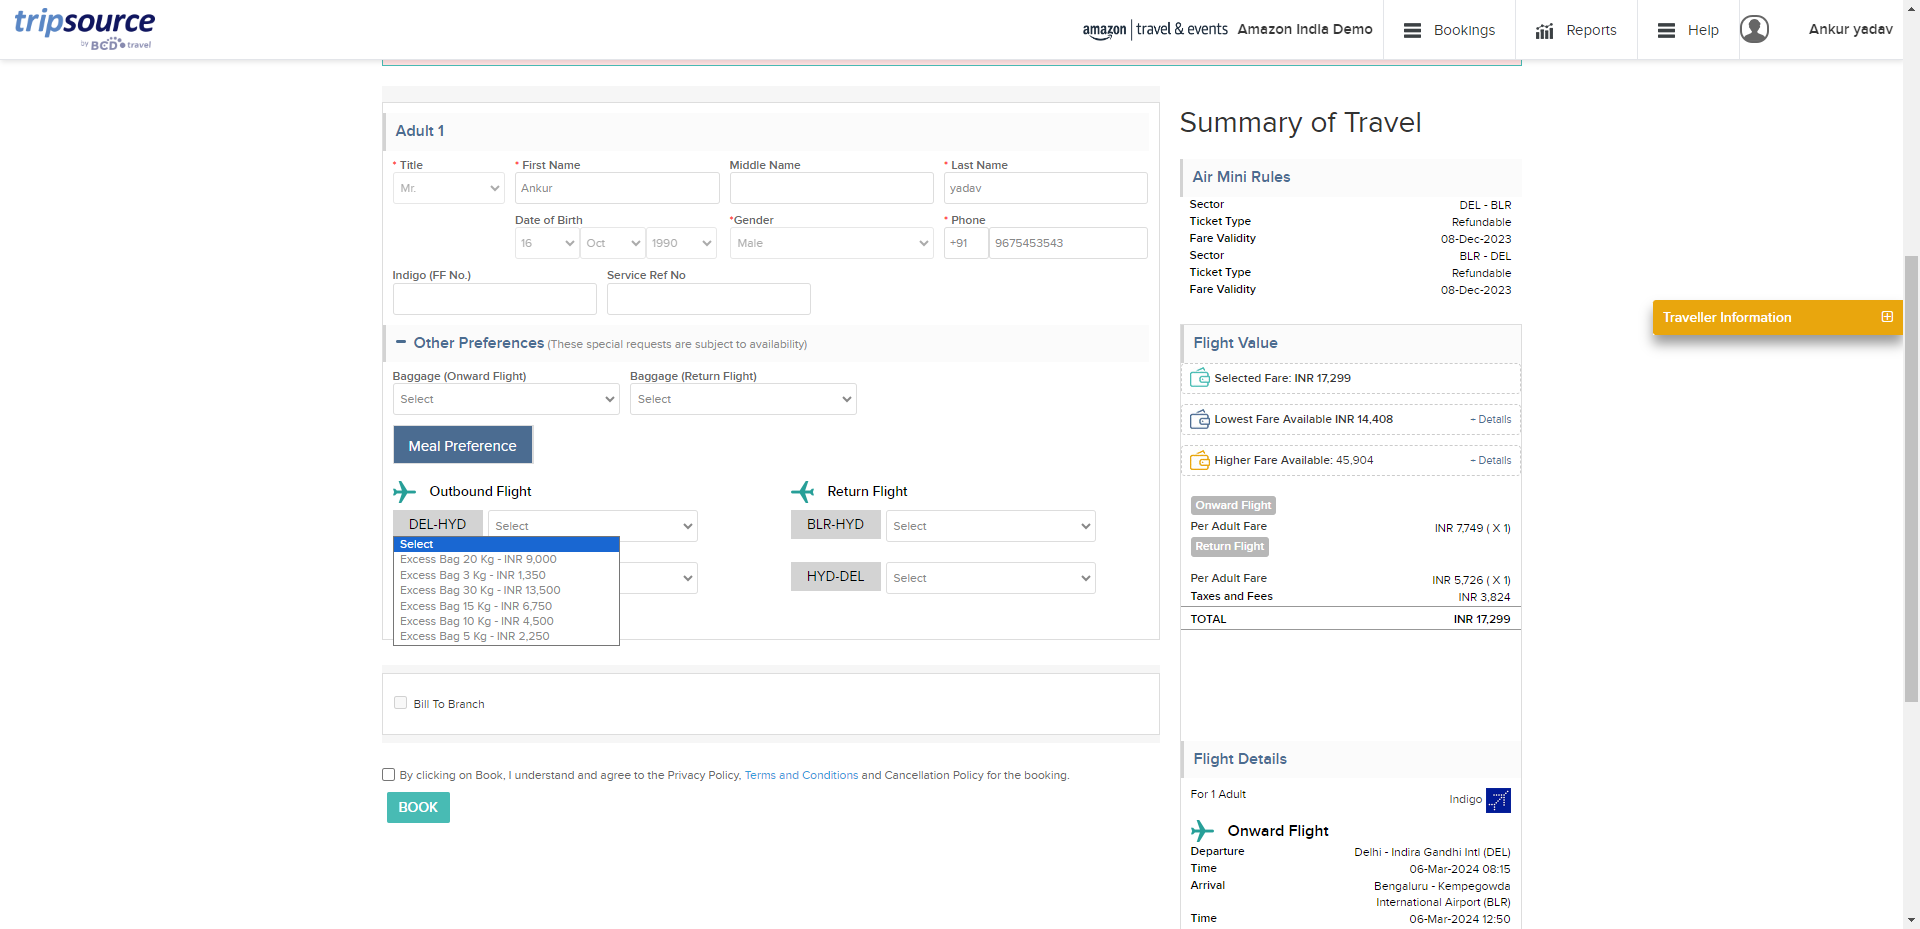 tripsource
by BCD travel
amazon travel & events Amazon India Demo
Bookings
Reports
Help
Ankur yadav
Adult 1
* Title
* First Name
Middle Name
* Last Name
Mr.
Ankur
yadav
Date of Birth
*Gender
* Phone
16
Oct
1990
Male
+91
9675453543
Indigo (FF No.)
Service Ref No
− Other Preferences (These special requests are subject to availability)
Baggage (Onward Flight)
Baggage (Return Flight)
Select
Select
Meal Preference
Outbound Flight
Return Flight
DEL-HYD
Select
BLR-HYD
Select
Select
Excess Bag 20 Kg - INR 9,000
Excess Bag 3 Kg - INR 1,350
Excess Bag 30 Kg - INR 13,500
Excess Bag 15 Kg - INR 6,750
Excess Bag 10 Kg - INR 4,500
Excess Bag 5 Kg - INR 2,250
HYD-DEL
Select
Bill To Branch
By clicking on Book, I understand and agree to the Privacy Policy, Terms and Conditions and Cancellation Policy for the booking.
BOOK
Summary of Travel
Air Mini Rules
Sector DEL - BLR
Ticket Type Refundable
Fare Validity 08-Dec-2023
Sector BLR - DEL
Ticket Type Refundable
Fare Validity 08-Dec-2023
Traveller Information
Flight Value
Selected Fare: INR 17,299
Lowest Fare Available INR 14,408 + Details
Higher Fare Available: 45,904 + Details
Onward Flight
Per Adult Fare INR 7,749 ( X 1)
Return Flight
Per Adult Fare INR 5,726 ( X 1)
Taxes and Fees INR 3,824
TOTAL INR 17,299
Flight Details
For 1 Adult
Indigo
Onward Flight
Departure Delhi - Indira Gandhi Intl (DEL)
Time 06-Mar-2024 08:15
Arrival Bengaluru - Kempegowda
International Airport (BLR)
Time 06-Mar-2024 12:50